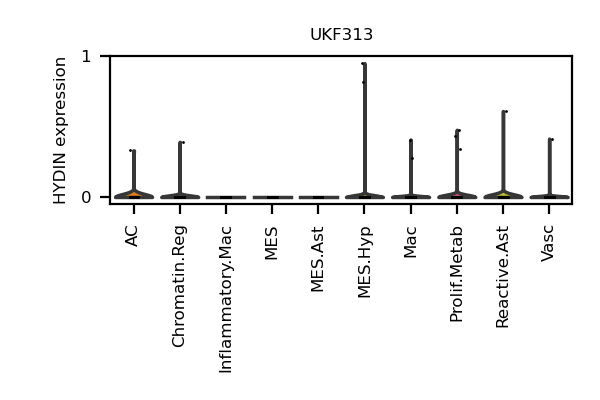 UKF313
HYDIN expression
1
0
AC
Chromatin.Reg
Inflammatory.Mac
MES
MES.Ast
MES.Hyp
Mac
Prolif.Metab
Reactive.Ast
Vasc